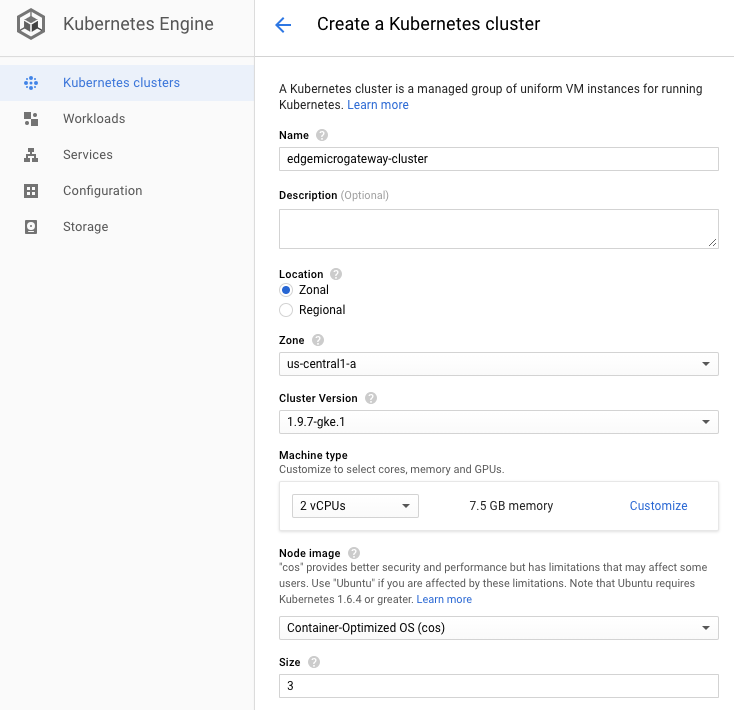 Kubernetes Engine
Create a Kubernetes cluster
Kubernetes clusters
Workloads
Services
Configuration
Storage
A Kubernetes cluster is a managed group of uniform VM instances for running
Kubernetes. Learn more
Name ?
edgemicrogateway-cluster
Description (Optional)
Location ?
Zonal
Regional
Zone ?
us-central1-a
Cluster Version ?
1.9.7-gke.1
Machine type
Customize to select cores, memory and GPUs.
2 vCPUs 7.5 GB memory Customize
Node image ?
"cos" provides better security and performance but has limitations that may affect some
users. Use "Ubuntu" if you are affected by these limitations. Note that Ubuntu requires
Kubernetes 1.6.4 or greater. Learn more
Container-Optimized OS (cos)
Size ?
3